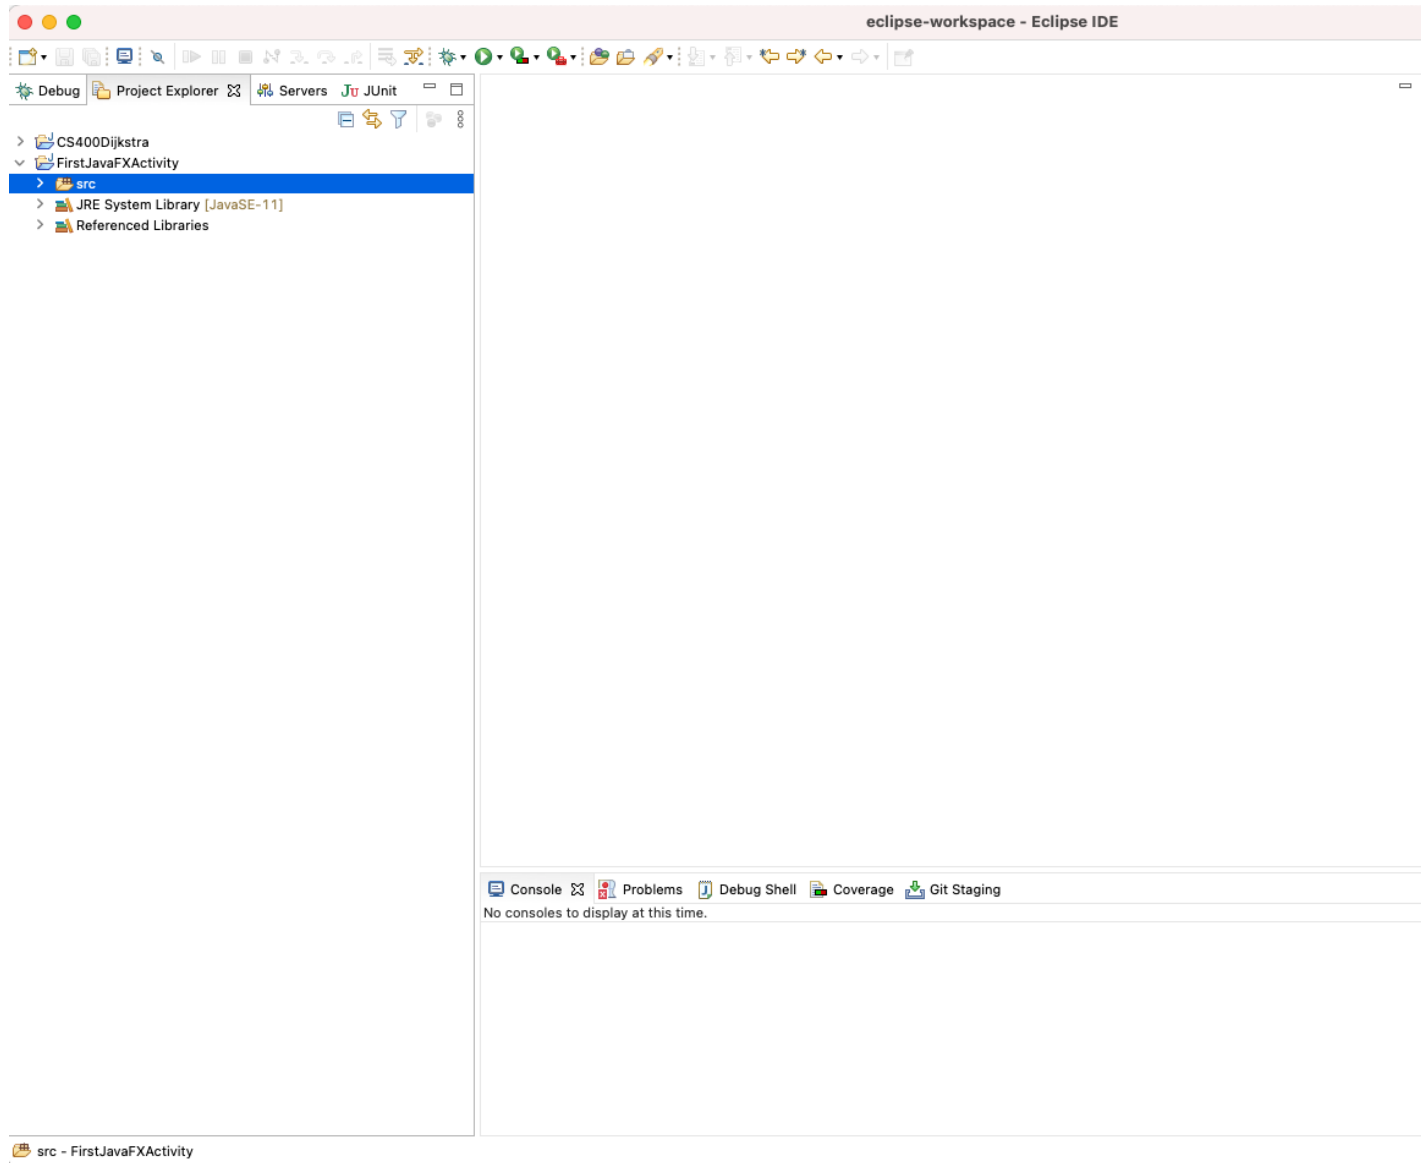 eclipse-workspace - Eclipse IDE
Debug Project Explorer Servers JUnit
CS400Dijkstra
FirstJavaFXActivity
src
JRE System Library [JavaSE-11]
Referenced Libraries
Console Problems Debug Shell Coverage Git Staging
No consoles to display at this time.
src - FirstJavaFXActivity